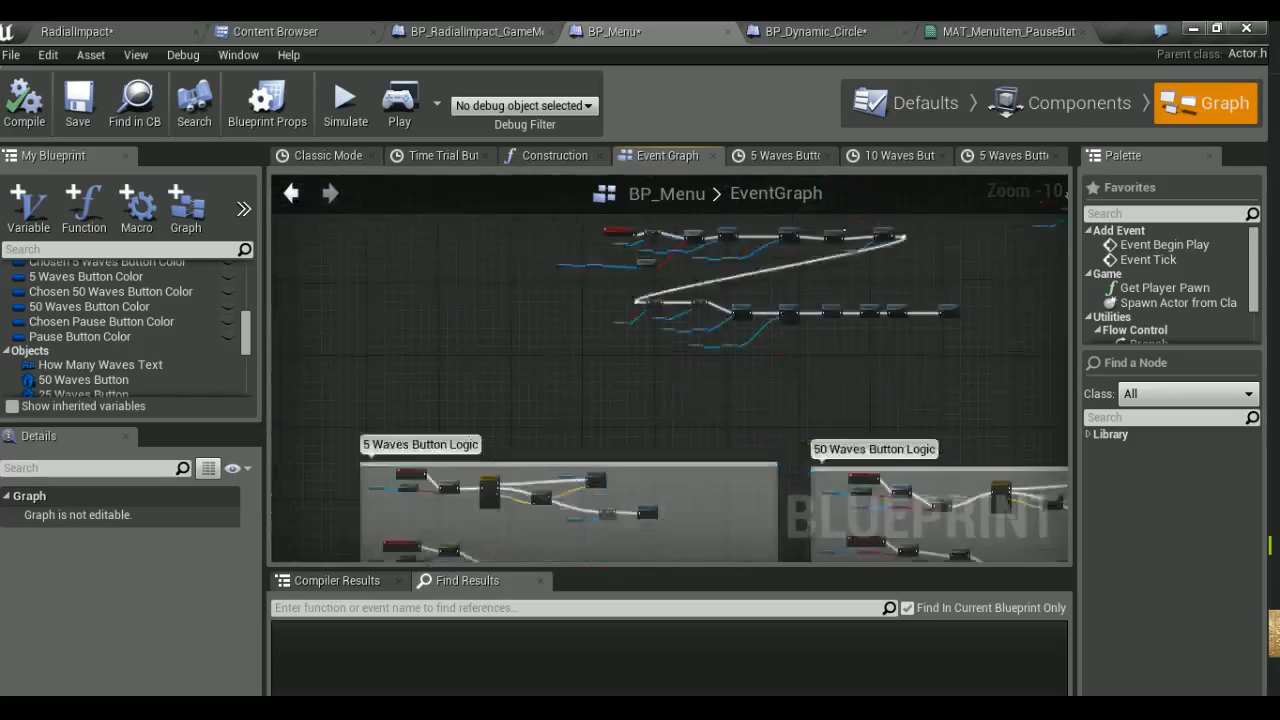 RadialImpact*
Content Browser
BP_RadialImpact_GameM
BP_Menu*
BP_Dynamic_Circle*
MAT_MenuItem_PauseBut
File Edit Asset View Window Debug Help
Parent class: Actor.h
Compile
Save
Find in CB
Search
Blueprint Props
Simulate
Play
No debug object selected
Debug Filter
Defaults
Components
Graph
My Blueprint
Classic Mode
Time Trial But
Construction
Event Graph
5 Waves Butt
10 Waves But
5 Waves Butt
Palette
Variable
Function
Macro
Graph
BP_Menu > EventGraph
Zoom -10
Favorites
Search
Search
Chosen 5 Waves Button Color
5 Waves Button Color
Chosen 50 Waves Button Color
50 Waves Button Color
Chosen Pause Button Color
Pause Button Color
Objects
How Many Waves Text
50 Waves Button
25 Waves Button
Show inherited variables
Add Event
Event Begin Play
Event Tick
Game
Get Player Pawn
Spawn Actor from Cla
Utilities
Flow Control
Branch
Find a Node
Class: All
Search
Library
Details
Search
Graph
Graph is not editable.
5 Waves Button Logic
50 Waves Button Logic
BLUEPRINT
Compiler Results
Find Results
Enter function or event name to find references...
Find In Current Blueprint Only